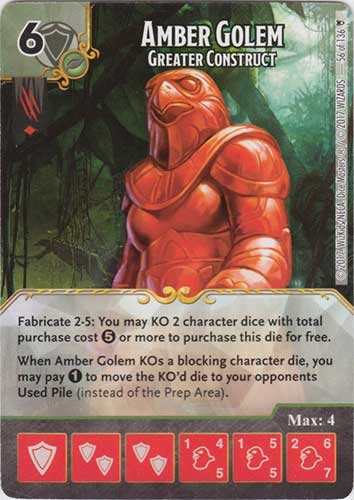 6
AMBER GOLEM
GREATER CONSTRUCT
56 of 136
Fabricate 2-5: You may KO 2 character dice with total
purchase cost 5 or more to purchase this die for free.
When Amber Golem KOs a blocking character die, you
may pay 1 to move the KO'd die to your opponents
Used Pile (instead of the Prep Area).
Max: 4
1 4 5
1 5 5
2 6 7